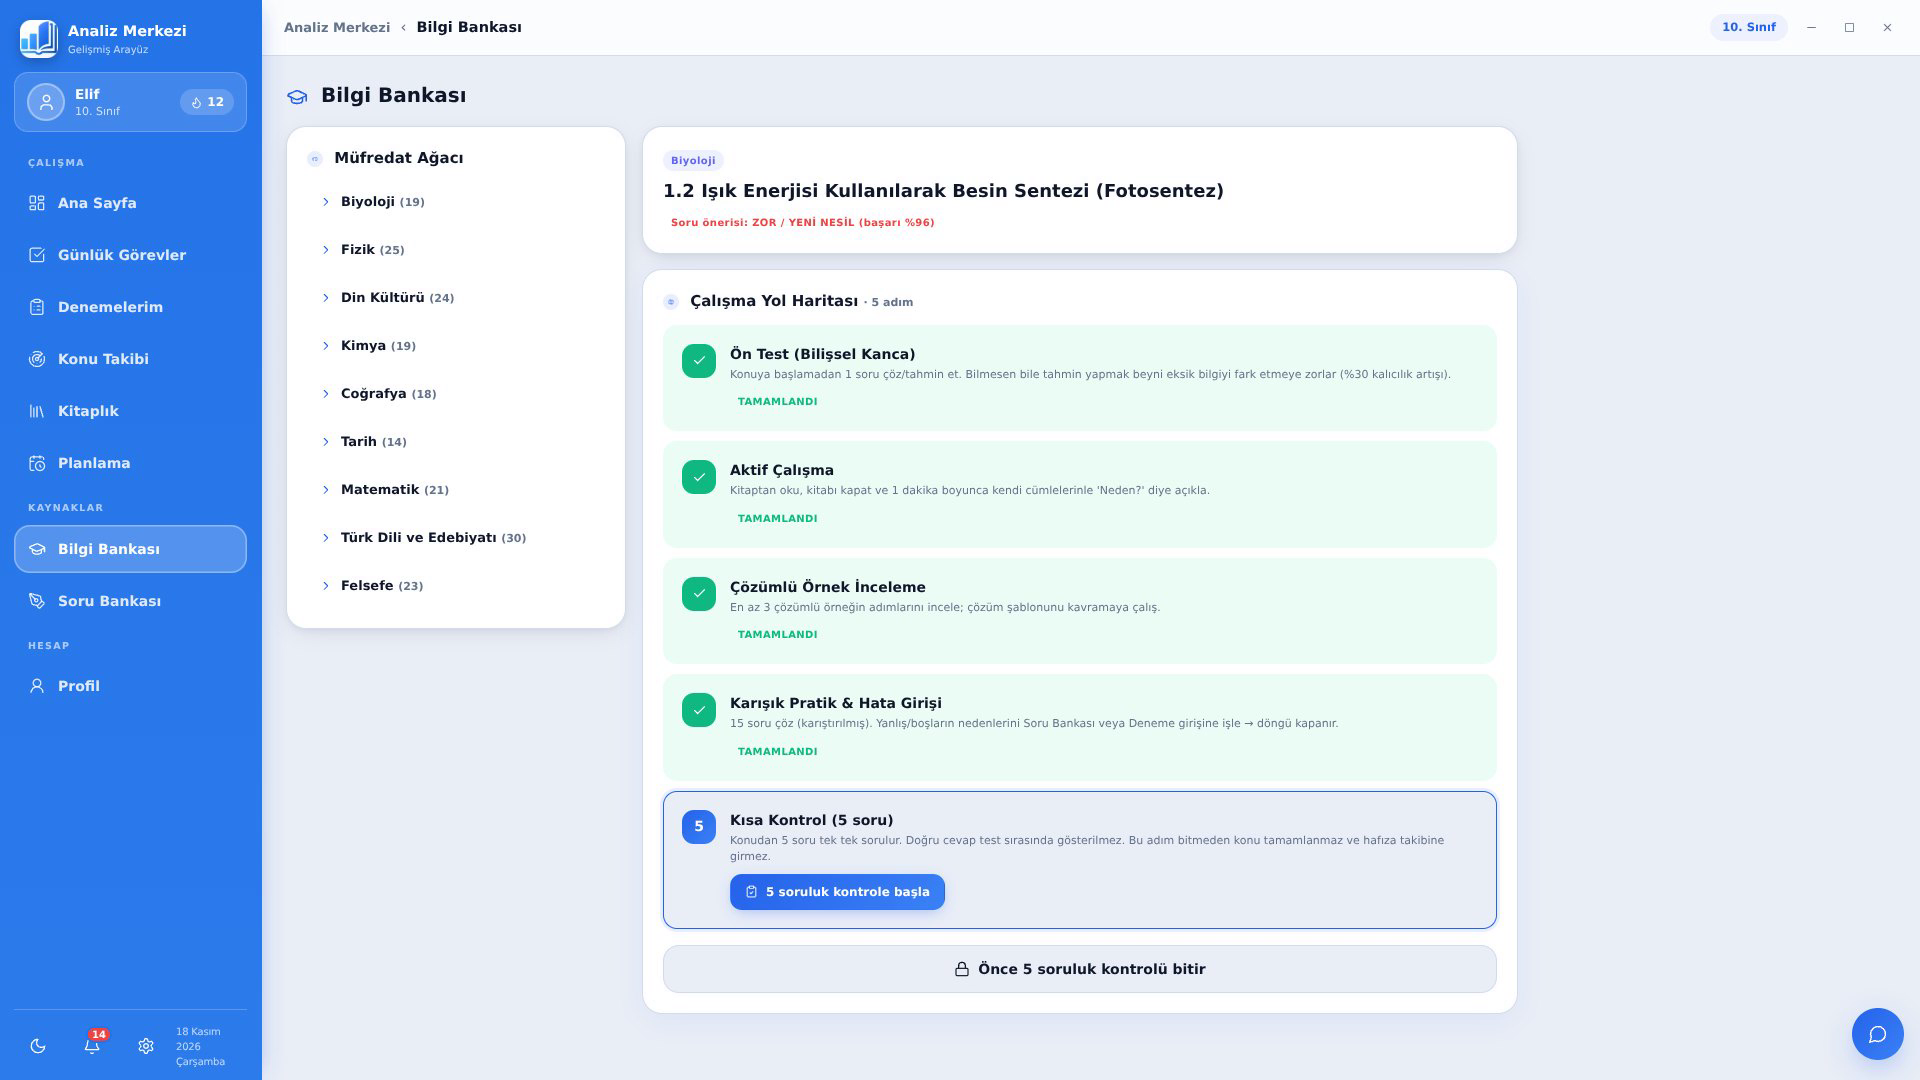 Analiz Merkezi
Gelişmiş Arayüz
Elif
10. Sınıf
12
ÇALIŞMA
Ana Sayfa
Günlük Görevler
Denemelerim
Konu Takibi
Kitaplık
Planlama
KAYNAKLAR
Bilgi Bankası
Soru Bankası
HESAP
Profil
14
18 Kasım
2026
Çarşamba
Analiz Merkezi ‹ Bilgi Bankası
10. Sınıf
Bilgi Bankası
Müfredat Ağacı
Biyoloji (19)
Fizik (25)
Din Kültürü (24)
Kimya (19)
Coğrafya (18)
Tarih (14)
Matematik (21)
Türk Dili ve Edebiyatı (30)
Felsefe (23)
Biyoloji
1.2 Işık Enerjisi Kullanılarak Besin Sentezi (Fotosentez)
Soru önerisi: ZOR / YENİ NESİL (başarı %96)
Çalışma Yol Haritası · 5 adım
Ön Test (Bilişsel Kanca)
Konuya başlamadan 1 soru çöz/tahmin et. Bilmesen bile tahmin yapmak beyni eksik bilgiyi fark etmeye zorlar (%30 kalıcılık artışı).
TAMAMLANDI
Aktif Çalışma
Kitaptan oku, kitabı kapat ve 1 dakika boyunca kendi cümlelerinle 'Neden?' diye açıkla.
TAMAMLANDI
Çözümlü Örnek İnceleme
En az 3 çözümlü örneğin adımlarını incele; çözüm şablonunu kavramaya çalış.
TAMAMLANDI
Karışık Pratik & Hata Girişi
15 soru çöz (karıştırılmış). Yanlış/boşların nedenlerini Soru Bankası veya Deneme girişine işle → döngü kapanır.
TAMAMLANDI
5
Kısa Kontrol (5 soru)
Konudan 5 soru tek tek sorulur. Doğru cevap test sırasında gösterilmez. Bu adım bitmeden konu tamamlanmaz ve hafıza takibine
girmez.
5 soruluk kontrole başla
Önce 5 soruluk kontrolü bitir